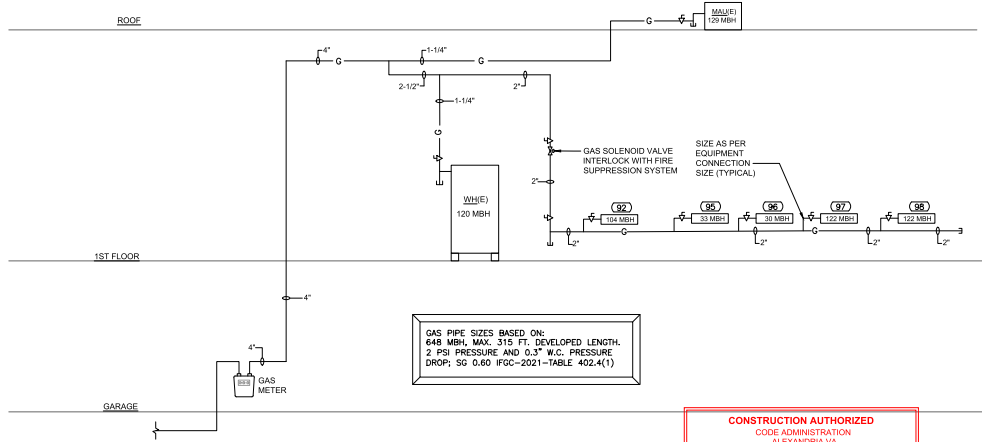 ROOF
MAU(E)
129 MBH
G
4"
G
1-1/4"
G
2-1/2"
2"
1-1/4"
G
GAS SOLENOID VALVE
INTERLOCK WITH FIRE
SUPPRESSION SYSTEM
SIZE AS PER
EQUIPMENT
CONNECTION
SIZE (TYPICAL)
2"
WH(E)
120 MBH
92
104 MBH
95
33 MBH
96
30 MBH
97
122 MBH
98
122 MBH
G
G
2"
2"
2"
2"
1ST FLOOR
4"
GAS PIPE SIZES BASED ON:
648 MBH, MAX. 315 FT. DEVELOPED LENGTH.
2 PSI PRESSURE AND 0.3" W.C. PRESSURE
DROP; SG 0.60 IFGC-2021-TABLE 402.4(1)
4"
GAS
METER
GARAGE
CONSTRUCTION AUTHORIZED
CODE ADMINISTRATION
ALEXANDRIA VA